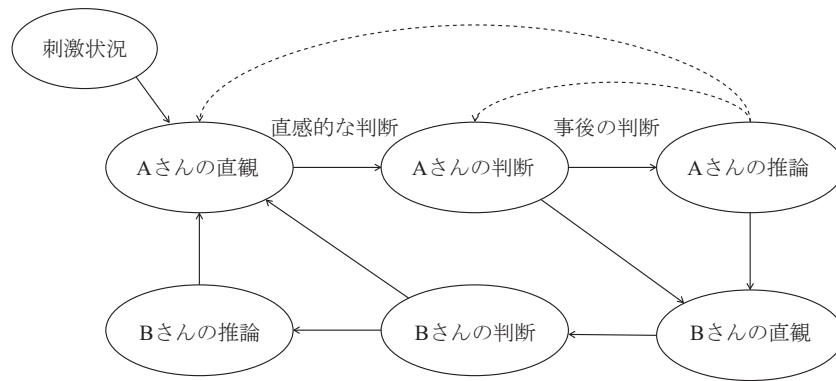 刺激状況
直感的な判断
事後の判断
Aさんの直観
Aさんの判断
Aさんの推論
Bさんの推論
Bさんの判断
Bさんの直観